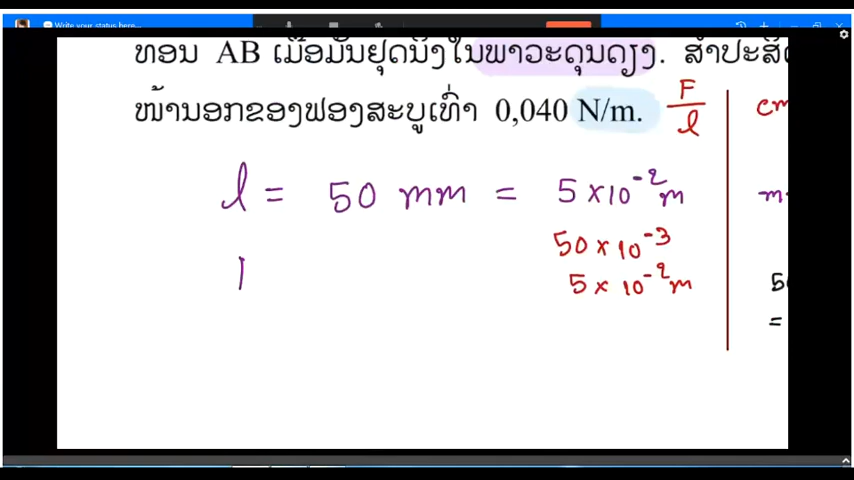 Write your status here...
ທອນ AB ເມື່ອມັນຢຸດນິ້ງໃນພາວະດຸນດ່ຽງ. ສຳປະສິດ
ໜ້ານອກຂອງຟອງສະບູເທົ່າ 0,040 N/m.
F
l
cm
l = 50 mm = 5 × 10⁻² m
50 × 10⁻³
5 × 10⁻² m
=